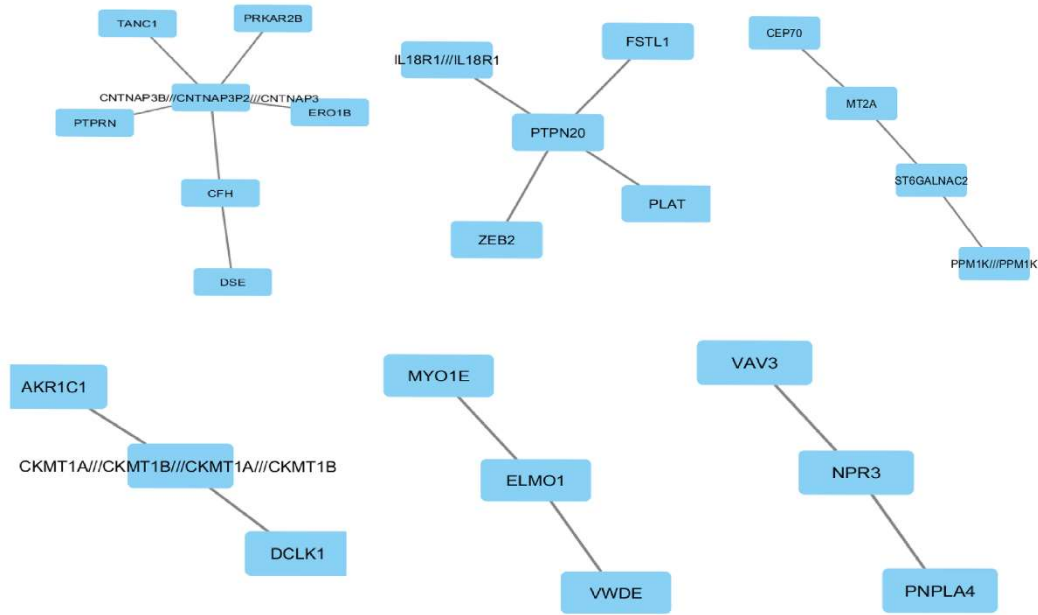 TANC1
PRKAR2B
CNTNAP3B///CNTNAP3P2///CNTNAP3
PTPRN
ERO1B
CFH
DSE
IL18R1///IL18R1
FSTL1
PTPN20
PLAT
ZEB2
CEP70
MT2A
ST6GALNAC2
PPM1K///PPM1K
AKR1C1
CKMT1A///CKMT1B///CKMT1A///CKMT1B
DCLK1
MYO1E
ELMO1
VWDE
VAV3
NPR3
PNPLA4